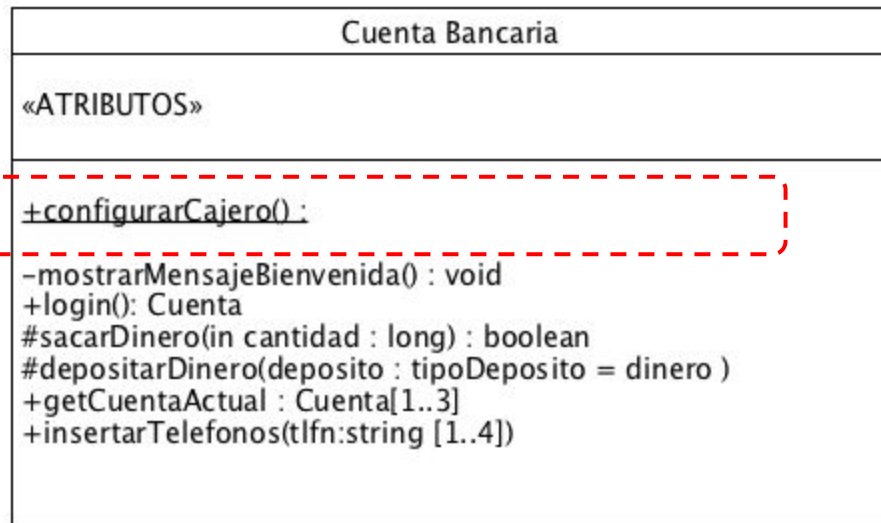 Cuenta Bancaria
«ATRIBUTOS»
+configurarCajero() :
-mostrarMensajeBienvenida() : void
+login(): Cuenta
#sacarDinero(in cantidad : long) : boolean
#depositarDinero(deposito : tipoDeposito = dinero )
+getCuentaActual : Cuenta[1..3]
+insertarTelefonos(tlfn:string [1..4])